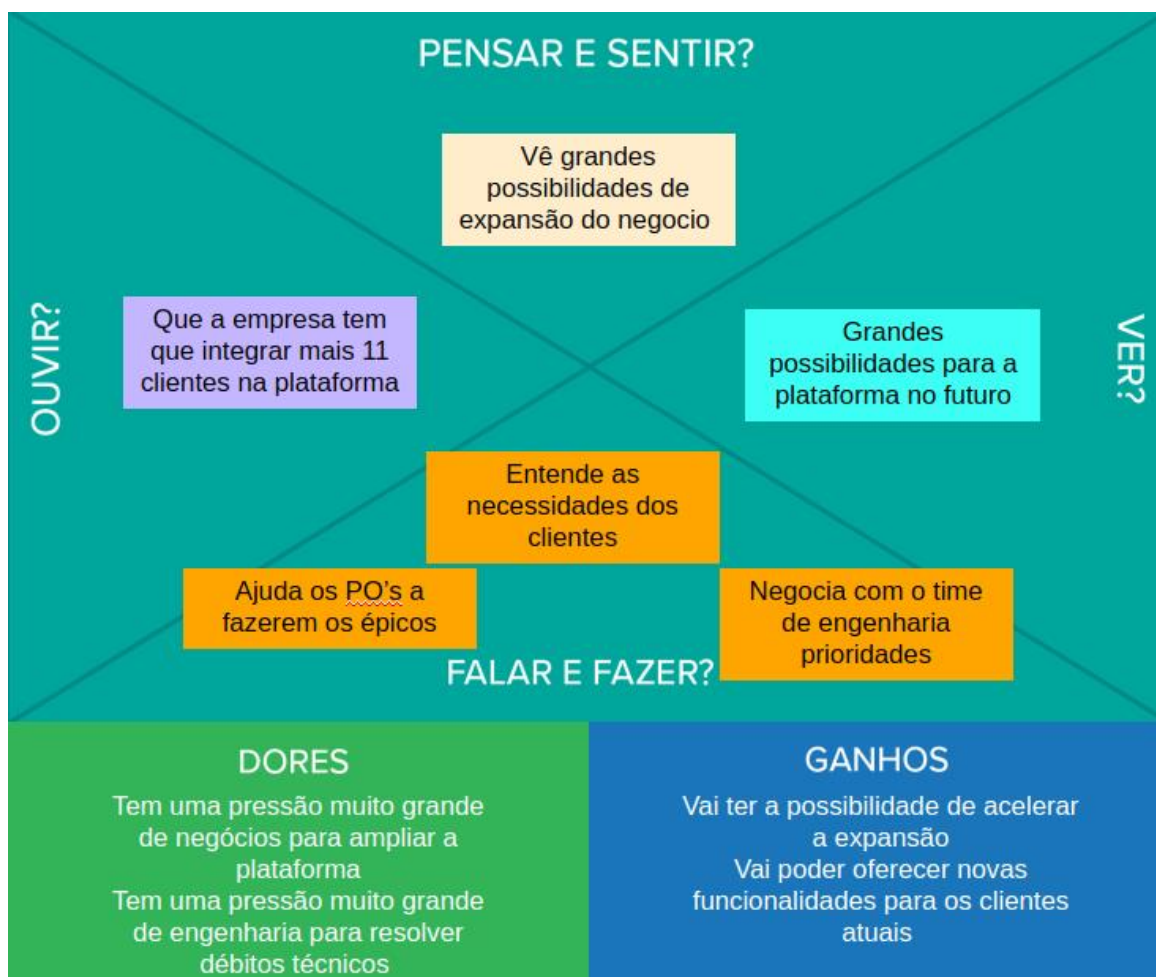 PENSAR E SENTIR?
Vê grandes
possibilidades de
expansão do negocio
OUVIR?
Que a empresa tem
que integrar mais 11
clientes na plataforma
Grandes
possibilidades para a
plataforma no futuro
VER?
Entende as
necessidades dos
clientes
Ajuda os PO's a
fazerem os épicos
Negocia com o time
de engenharia
prioridades
FALAR E FAZER?
DORES
Tem uma pressão muito grande
de negócios para ampliar a
plataforma
Tem uma pressão muito grande
de engenharia para resolver
débitos técnicos
GANHOS
Vai ter a possibilidade de acelerar
a expansão
Vai poder oferecer novas
funcionalidades para os clientes
atuais